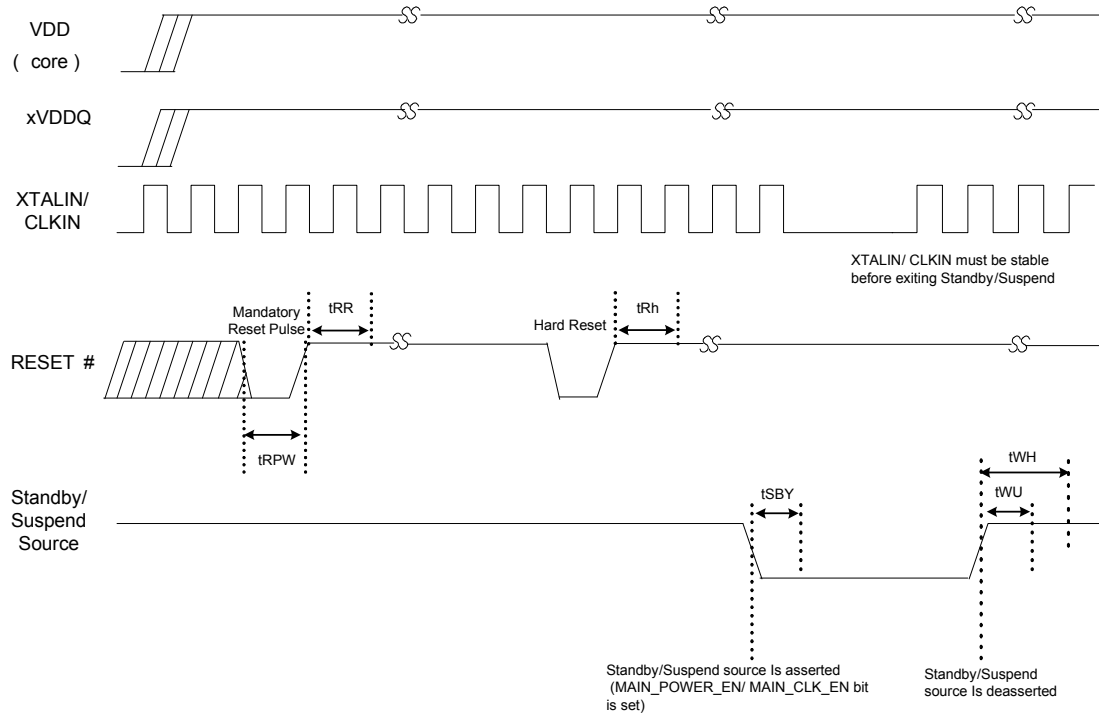 VDD
( core )
xVDDQ
XTALIN/
CLKIN
XTALIN/ CLKIN must be stable
before exiting Standby/Suspend
Mandatory
Reset Pulse
tRR
Hard Reset
tRh
RESET #
tRPW
Standby/
Suspend
Source
tSBY
tWH
tWU
Standby/Suspend source Is asserted
(MAIN_POWER_EN/ MAIN_CLK_EN bit
is set)
Standby/Suspend
source Is deasserted